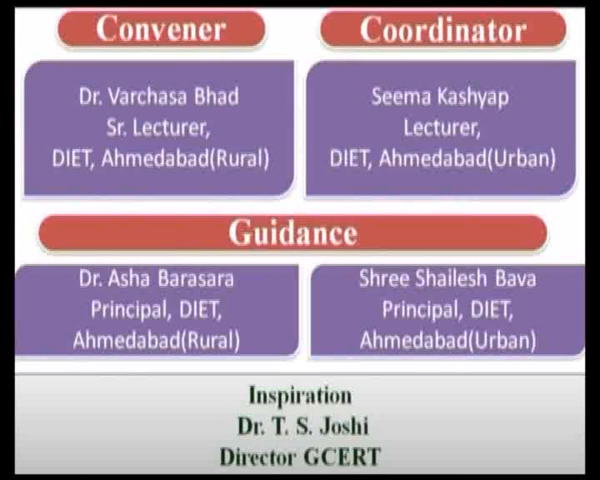 Convener
Coordinator
Dr. Varchasa Bhad
Sr. Lecturer,
DIET, Ahmedabad(Rural)
Seema Kashyap
Lecturer,
DIET, Ahmedabad(Urban)
Guidance
Dr. Asha Barasara
Principal, DIET,
Ahmedabad(Rural)
Shree Shailesh Bava
Principal, DIET,
Ahmedabad(Urban)
Inspiration
Dr. T. S. Joshi
Director GCERT